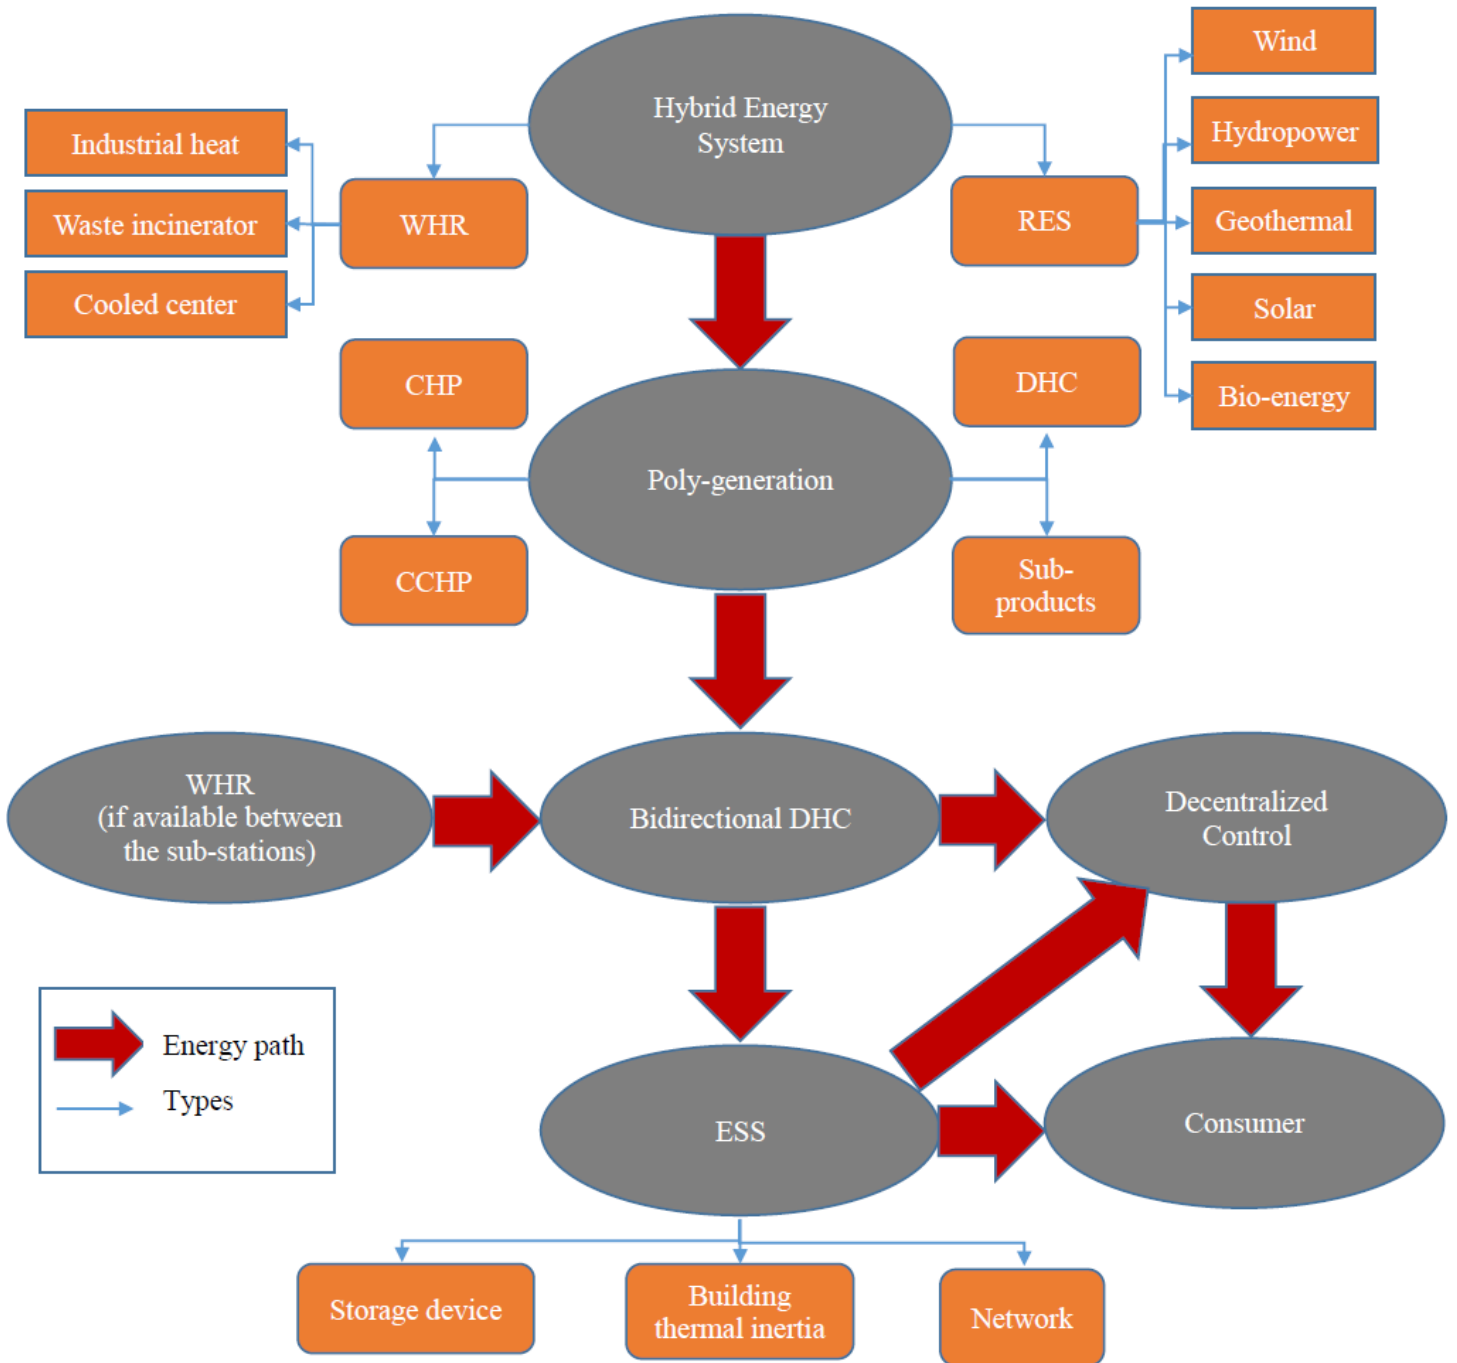 Wind
Hybrid Energy
System
Hydropower
Industrial heat
Waste incinerator
WHR
RES
Geothermal
Cooled center
Solar
CHP
DHC
Bio-energy
Poly-generation
CCHP
Sub-
products
WHR
(if available between
the sub-stations)
Bidirectional DHC
Decentralized
Control
Energy path
Types
ESS
Consumer
Storage device
Building
thermal inertia
Network